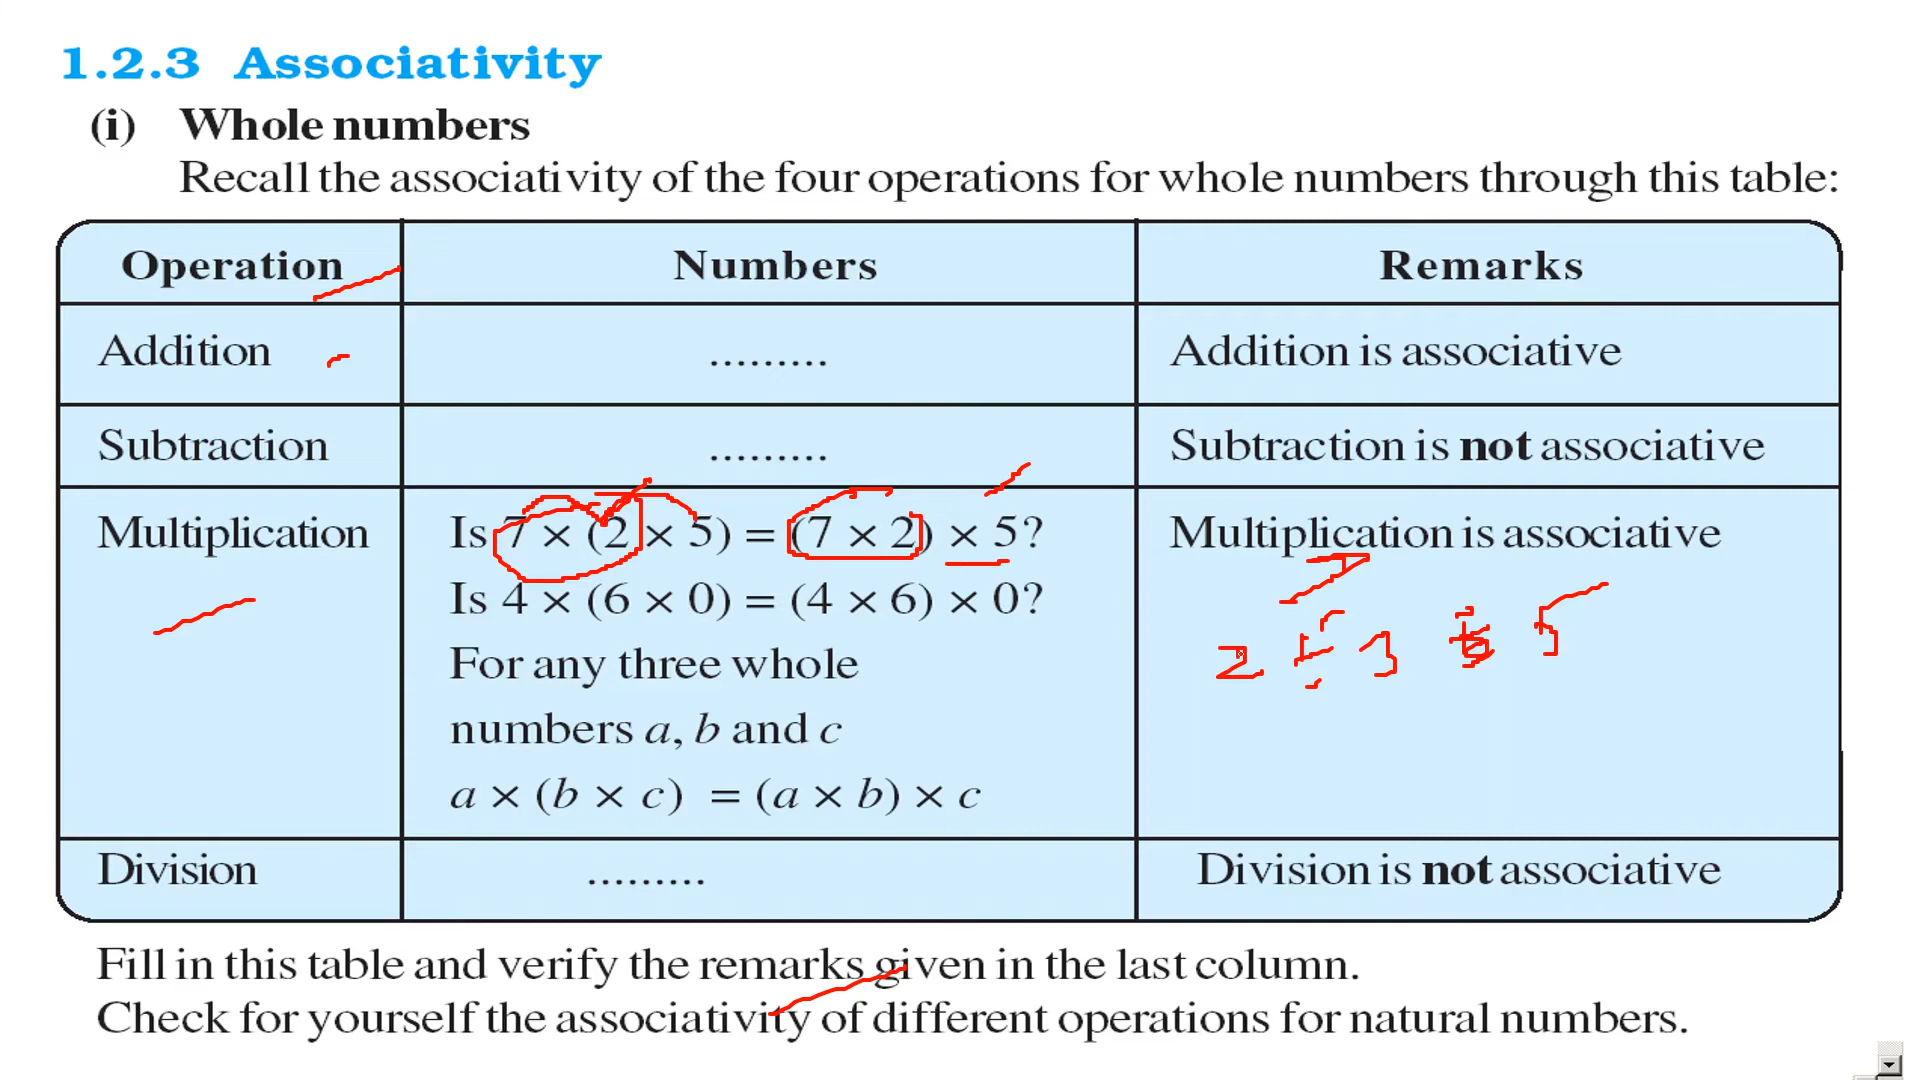 1.2.3 Associativity
(i) Whole numbers
Recall the associativity of the four operations for whole numbers through this table:
Operation Numbers Remarks
Addition ......... Addition is associative
Subtraction ......... Subtraction is not associative
Multiplication Is 7 × (2 × 5) = (7 × 2) × 5? Multiplication is associative
Is 4 × (6 × 0) = (4 × 6) × 0?
2 3 5
For any three whole
numbers a, b and c
a × (b × c) = (a × b) × c
Division ......... Division is not associative
Fill in this table and verify the remarks given in the last column.
Check for yourself the associativity of different operations for natural numbers.